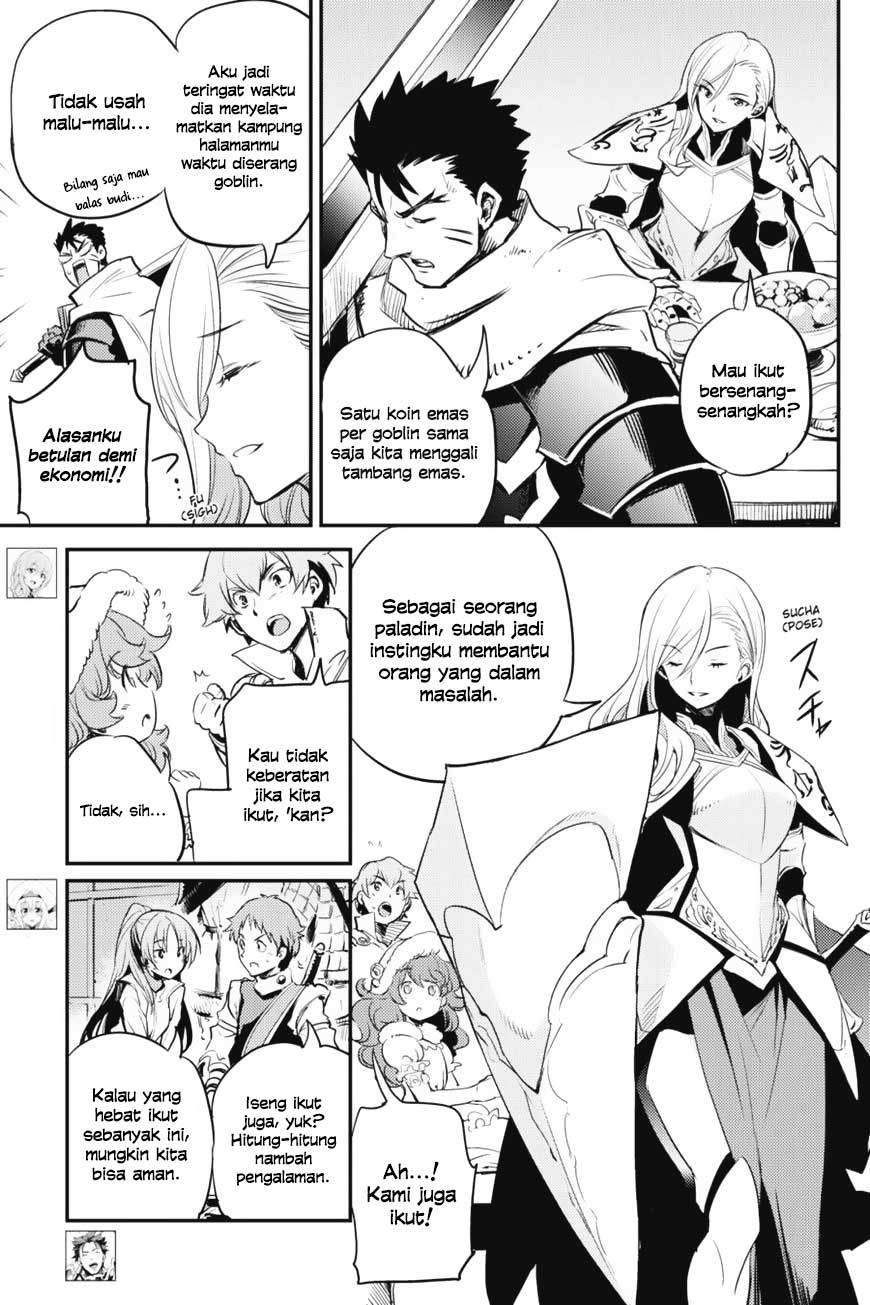 Mau ikut
bersenang-
senangkah?
Satu koin emas
per goblin sama
saja kita menggali
tambang emas.
Aku jadi
teringat waktu
dia menyela-
matkan kampung
halamanmu
waktu diserang
goblin.
Tidak usah
malu-malu...
Bilang saja mau
balas budi...
Alasanku
betulan demi
ekonomi!!
FU
(SIGH)
Sebagai seorang
paladin, sudah jadi
instingku membantu
orang yang dalam
masalah.
SUCHA
(POSE)
スチャ
Kau tidak
keberatan
jika kita
ikut, 'kan?
Tidak, sih...
Ah...!
Kami juga
ikut!
Iseng ikut
juga, yuk?
Hitung-hitung
nambah
pengalaman.
Kalau yang
hebat ikut
sebanyak ini,
mungkin kita
bisa aman.